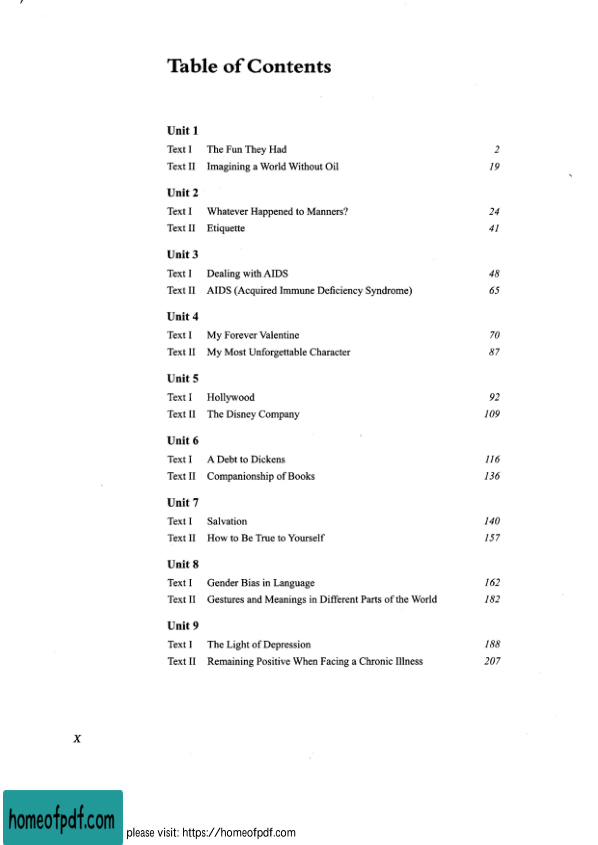 Table of Contents
Unit 1
Text I The Fun They Had 2
Text II Imagining a World Without Oil 19
Unit 2
Text I Whatever Happened to Manners? 24
Text II Etiquette 41
Unit 3
Text I Dealing with AIDS 48
Text II AIDS (Acquired Immune Deficiency Syndrome) 65
Unit 4
Text I My Forever Valentine 70
Text II My Most Unforgettable Character 87
Unit 5
Text I Hollywood 92
Text II The Disney Company 109
Unit 6
Text I A Debt to Dickens 116
Text II Companionship of Books 136
Unit 7
Text I Salvation 140
Text II How to Be True to Yourself 157
Unit 8
Text I Gender Bias in Language 162
Text II Gestures and Meanings in Different Parts of the World 182
Unit 9
Text I The Light of Depression 188
Text II Remaining Positive When Facing a Chronic Illness 207
X
homeofpdf.com please visit: https://homeofpdf.com